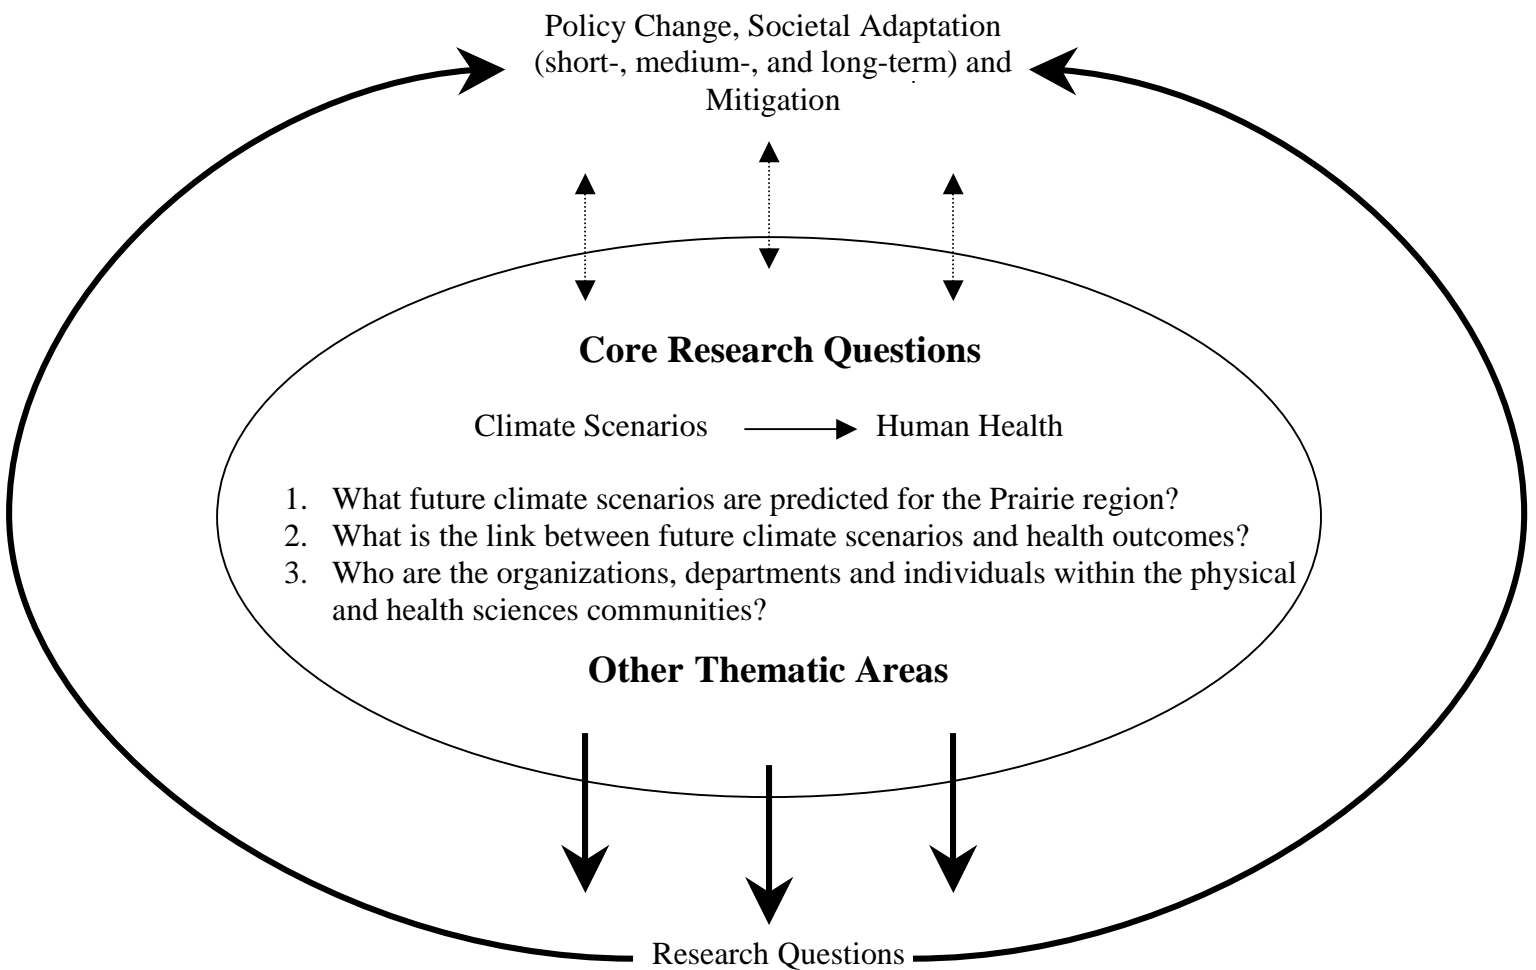 Policy Change, Societal Adaptation
(short-, medium-, and long-term) and
Mitigation
Core Research Questions
Climate Scenarios Human Health
1. What future climate scenarios are predicted for the Prairie region?
2. What is the link between future climate scenarios and health outcomes?
3. Who are the organizations, departments and individuals within the physical
and health sciences communities?
Other Thematic Areas
Research Questions